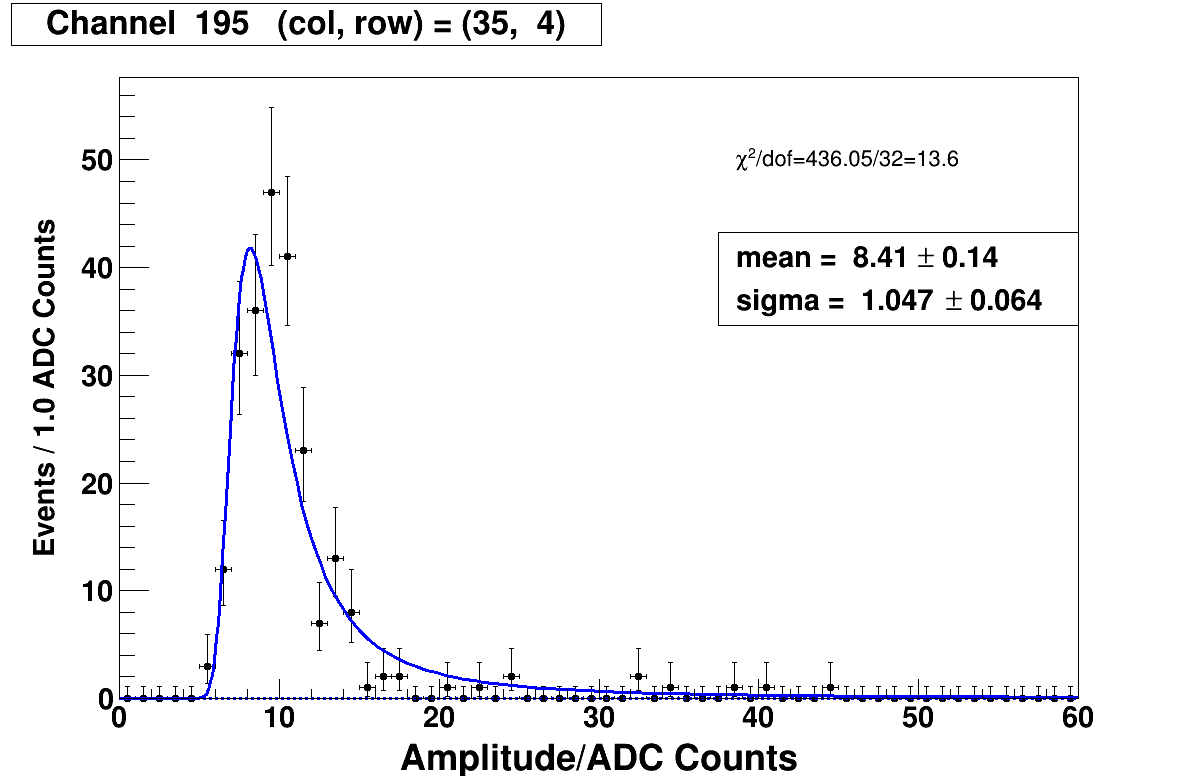 Channel 195 (col, row) = (35, 4)
χ²/dof=436.05/32=13.6
mean = 8.41 ± 0.14
sigma = 1.047 ± 0.064
Events / 1.0 ADC Counts
50
40
30
20
10
0
0 10 20 30 40 50 60
Amplitude/ADC Counts